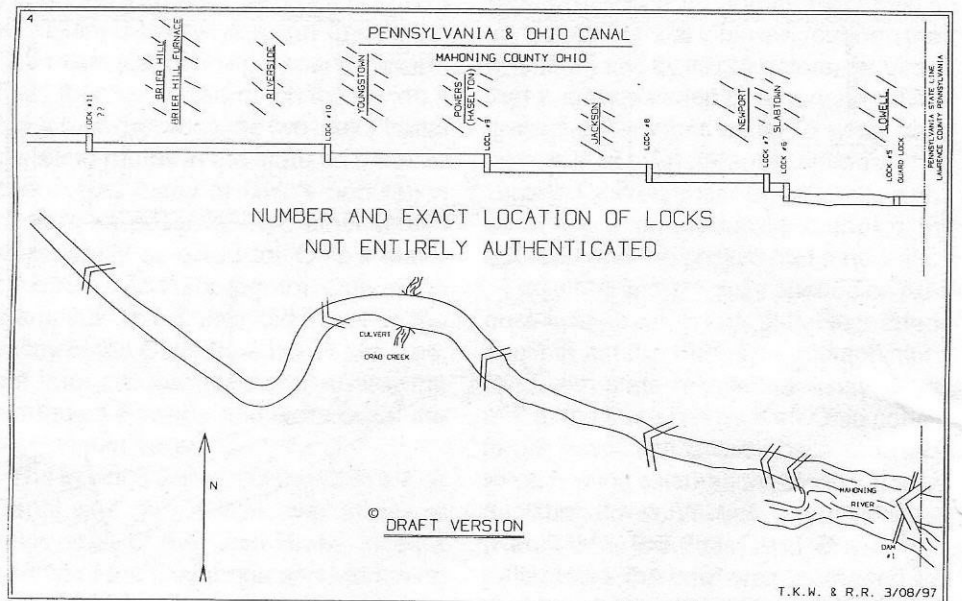 4
PENNSYLVANIA & OHIO CANAL
MAHONING COUNTY OHIO
LOCK #11
??
BRIER HILL
BRIER HILL FURNACE
RIVERSIDE
LOCK #10
YOUNGSTOWN
POWERS'
(HASELTON)
LOCK #9
JACKSON
LOCK #8
NEWPORT
LOCK #7
SLABTOWN
LOCK #6
LOWELL
LOCK #5
GUARD LOCK
PENNSYLVANIA STATE LINE
LAWRENCE COUNTY PENNSYLVANIA
NUMBER AND EXACT LOCATION OF LOCKS
NOT ENTIRELY AUTHENTICATED
CULVERT
CRAB CREEK
N
© DRAFT VERSION
MAHONING
RIVER
DAM
#1
T.K.W. & R.R. 3/08/97